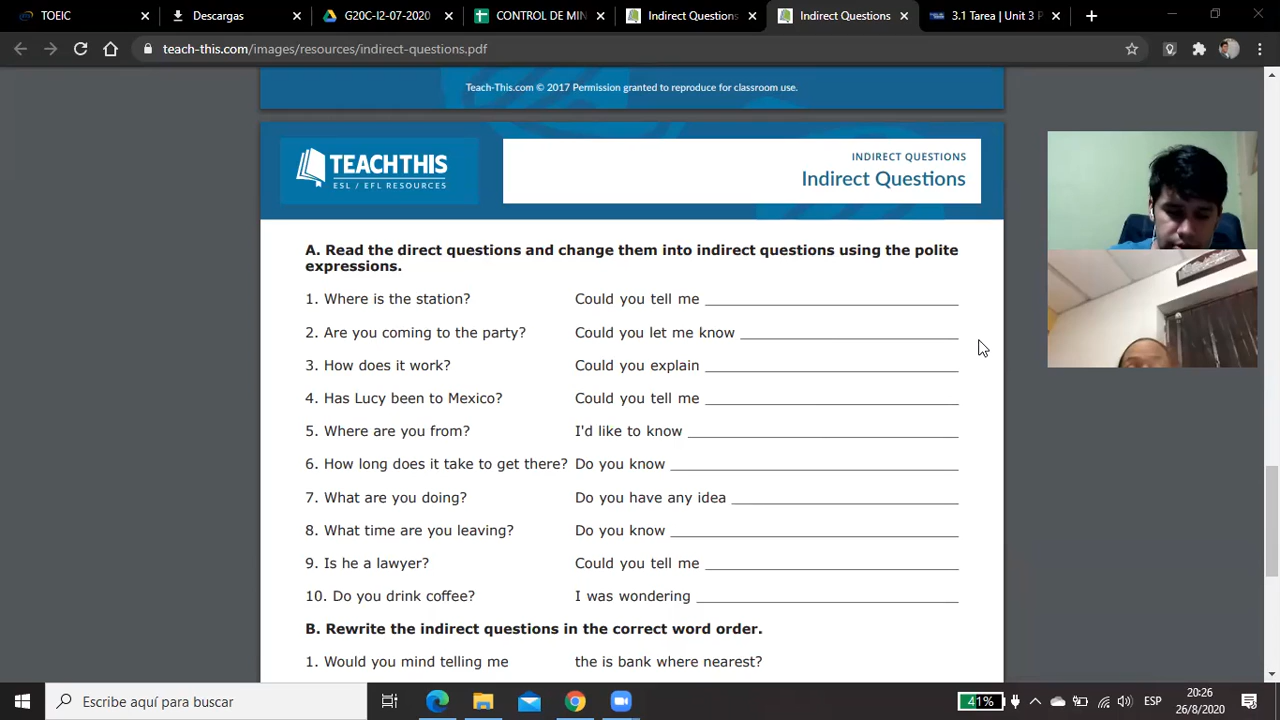 TOEIC
Descargas
G20C-I2-07-2020
CONTROL DE MIN
Indirect Questions
Indirect Questions
3.1 Tarea | Unit 3 P
teach-this.com/images/resources/indirect-questions.pdf
Teach-This.com © 2017 Permission granted to reproduce for classroom use.
TEACHTHIS
ESL / EFL RESOURCES
INDIRECT QUESTIONS
Indirect Questions
A. Read the direct questions and change them into indirect questions using the polite
expressions.
1. Where is the station? Could you tell me
2. Are you coming to the party? Could you let me know
3. How does it work? Could you explain
4. Has Lucy been to Mexico? Could you tell me
5. Where are you from? I'd like to know
6. How long does it take to get there? Do you know
7. What are you doing? Do you have any idea
8. What time are you leaving? Do you know
9. Is he a lawyer? Could you tell me
10. Do you drink coffee? I was wondering
B. Rewrite the indirect questions in the correct word order.
1. Would you mind telling me the is bank where nearest?
Escribe aquí para buscar
41%
ESP
20:26
26/8/2020